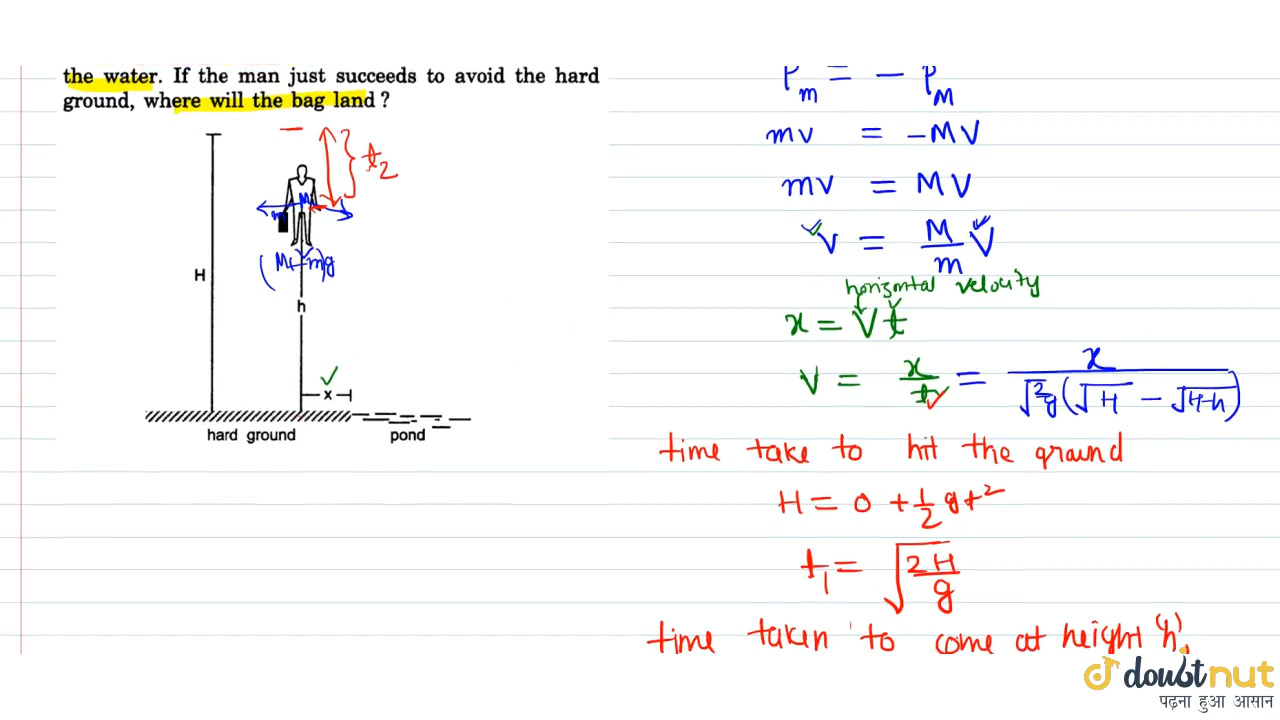 the water. If the man just succeeds to avoid the hard
ground, where will the bag land ?
t₂
M
m
(M+m)g
H
h
x
hard ground
pond
Pm = - PM
mv = -MV
mv = MV
v = M/m V
horizontal velocity
x = Vt
V = x/t = x/√2/g(√H - √H-h)
time take to hit the ground
H = 0 + 1/2 gt²
t₁ = √2H/g
time taken to come at height 'h'.
doubtnut
पढ़ना हुआ आसान